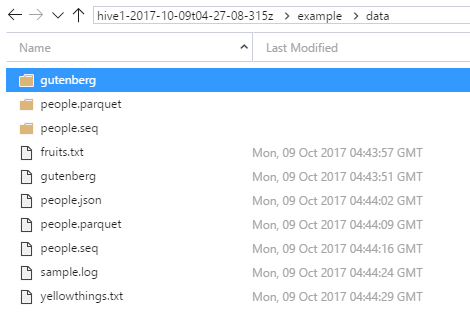 hive1-2017-10-09t04-27-08-315z > example > data
Name Last Modified
gutenberg
people.parquet
people.seq
fruits.txt Mon, 09 Oct 2017 04:43:57 GMT
gutenberg Mon, 09 Oct 2017 04:43:51 GMT
people.json Mon, 09 Oct 2017 04:44:02 GMT
people.parquet Mon, 09 Oct 2017 04:44:09 GMT
people.seq Mon, 09 Oct 2017 04:44:16 GMT
sample.log Mon, 09 Oct 2017 04:44:24 GMT
yellowthings.txt Mon, 09 Oct 2017 04:44:29 GMT